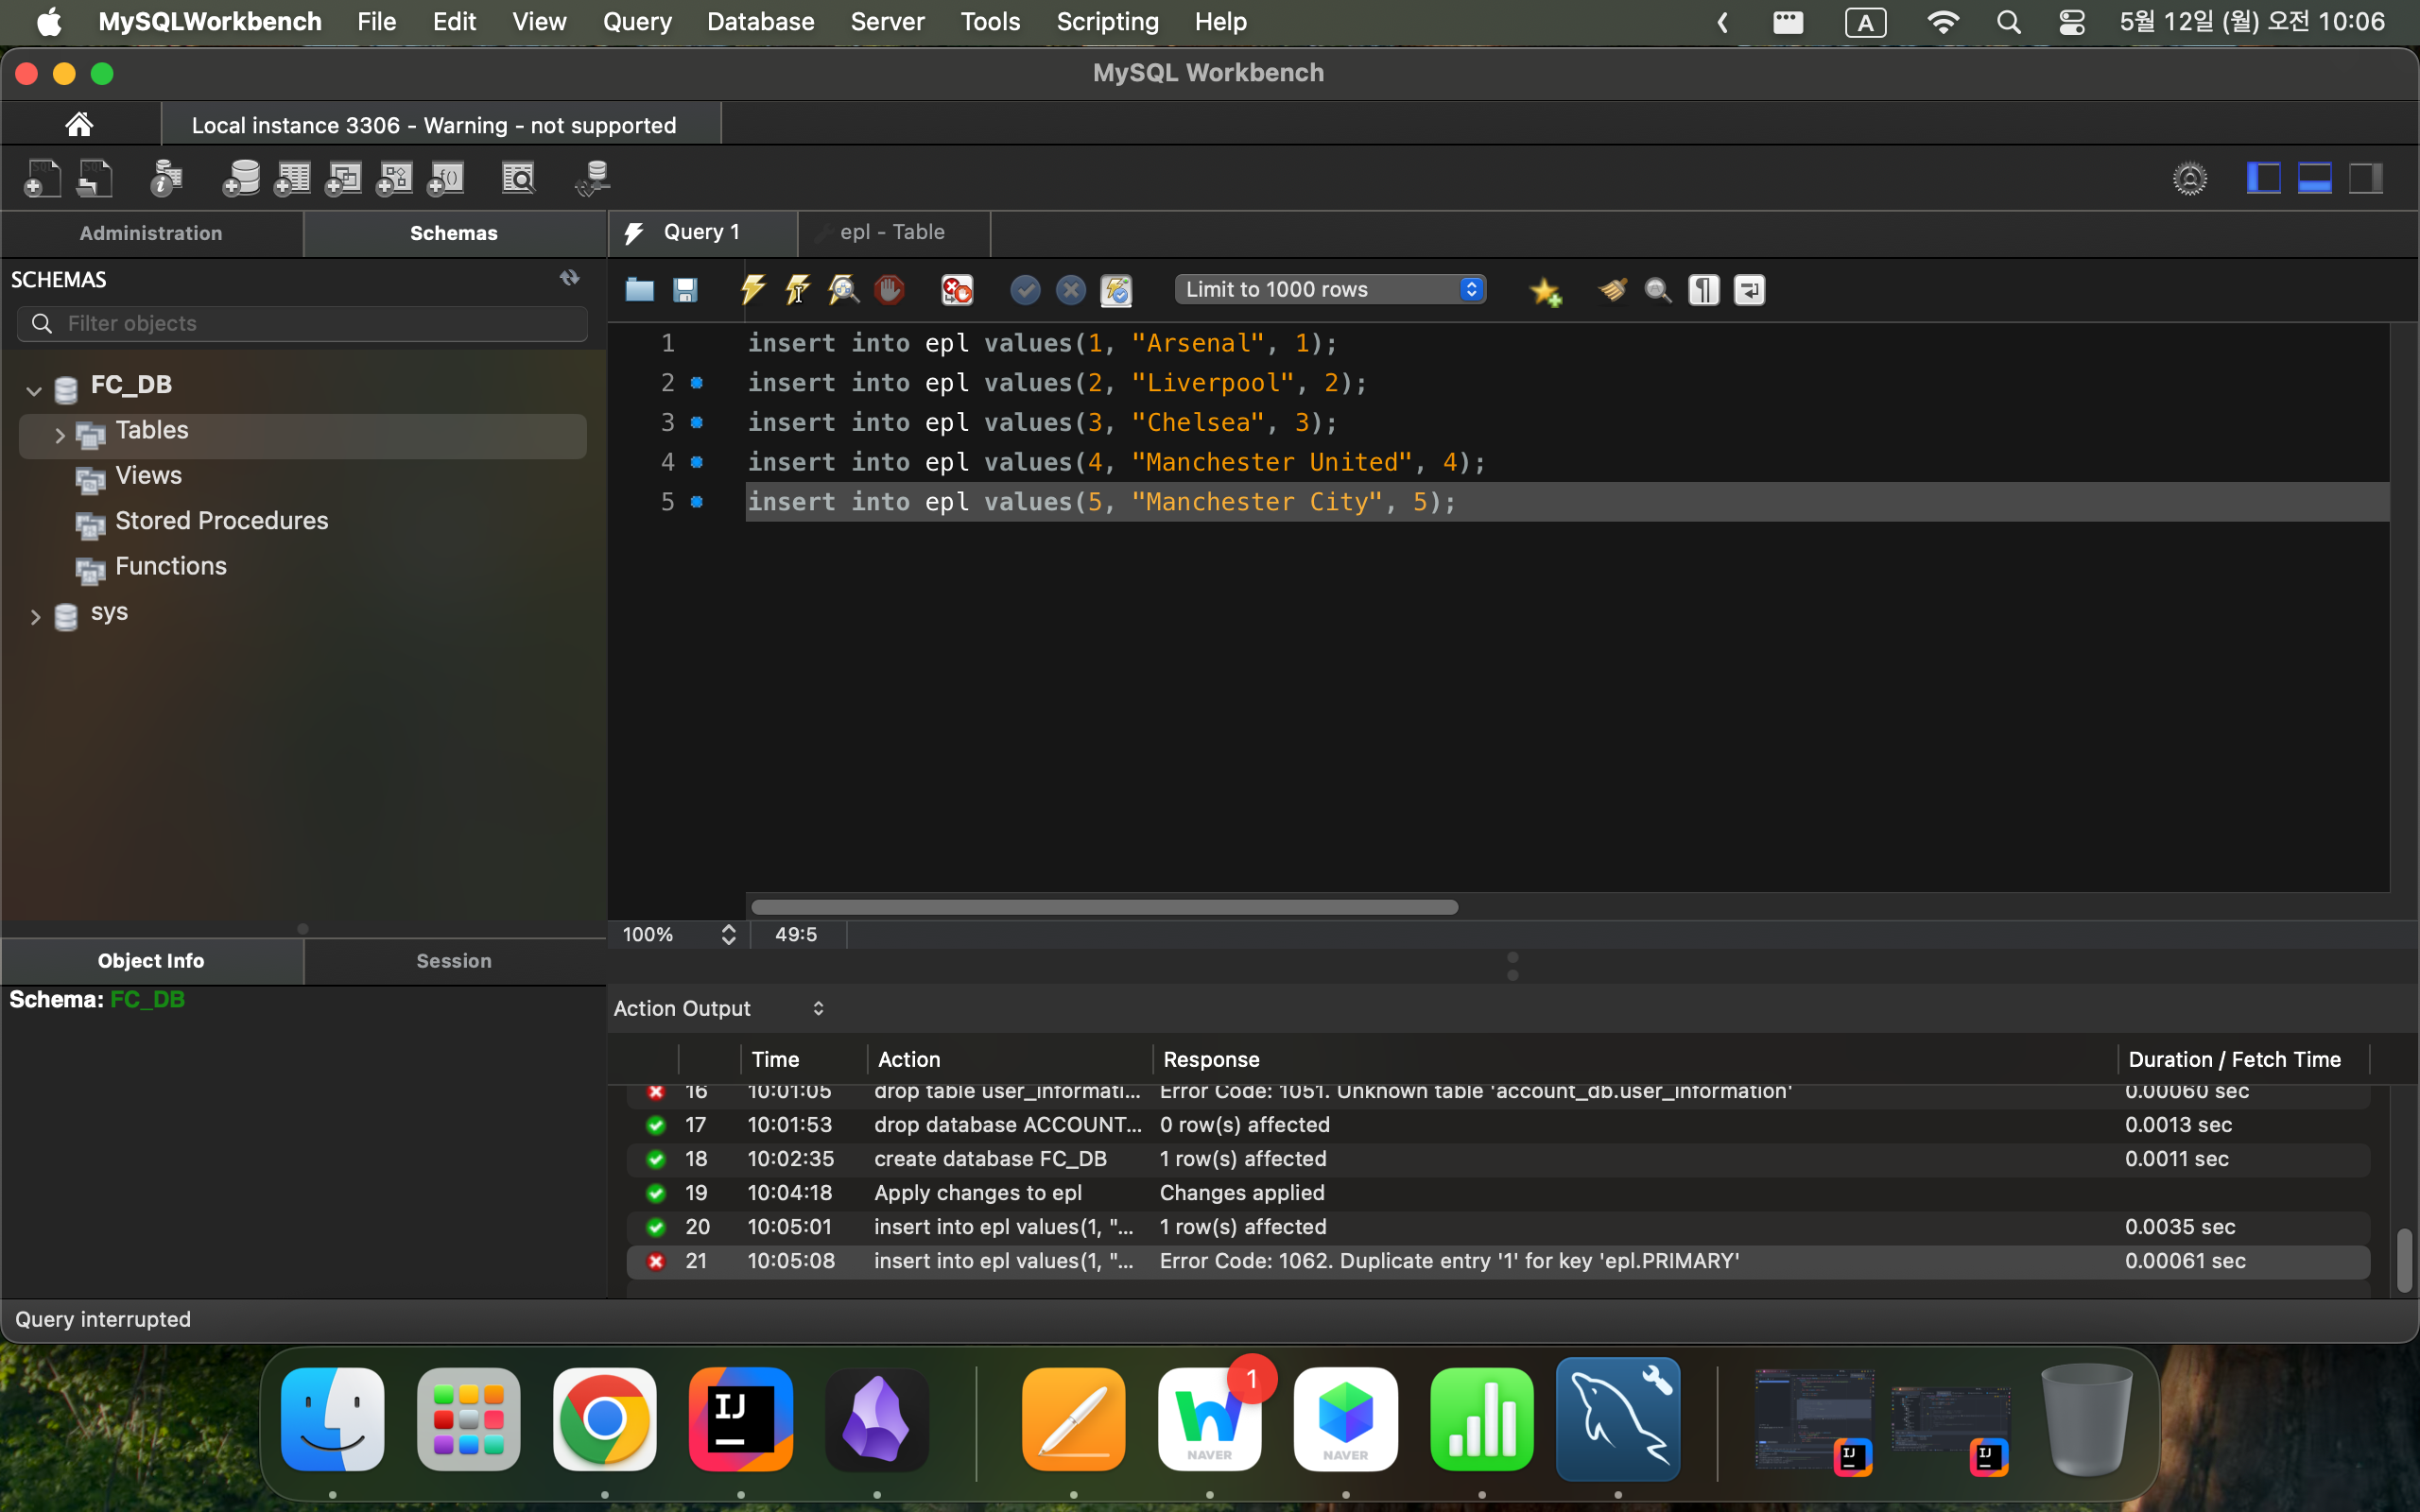 MySQLWorkbench File Edit View Query Database Server Tools Scripting Help A 5월 12일 (월) 오전 10:06
MySQL Workbench
Local instance 3306 - Warning - not supported
Administration Schemas Query 1 epl - Table
SCHEMAS
Limit to 1000 rows
Filter objects
1 insert into epl values(1, "Arsenal", 1);
2 insert into epl values(2, "Liverpool", 2);
3 insert into epl values(3, "Chelsea", 3);
4 insert into epl values(4, "Manchester United", 4);
5 insert into epl values(5, "Manchester City", 5);
FC_DB
Tables
Views
Stored Procedures
Functions
sys
100% 49:5
Object Info Session
Schema: FC_DB
Action Output
Time Action Response Duration / Fetch Time
16 10:01:05 drop table user_informati... Error Code: 1051. Unknown table 'account_db.user_information' 0.00060 sec
17 10:01:53 drop database ACCOUNT... 0 row(s) affected 0.0013 sec
18 10:02:35 create database FC_DB 1 row(s) affected 0.0011 sec
19 10:04:18 Apply changes to epl Changes applied
20 10:05:01 insert into epl values(1, "... 1 row(s) affected 0.0035 sec
21 10:05:08 insert into epl values(1, "... Error Code: 1062. Duplicate entry '1' for key 'epl.PRIMARY' 0.00061 sec
Query interrupted
IJ
W NAVER 1
NAVER
IJ
IJ